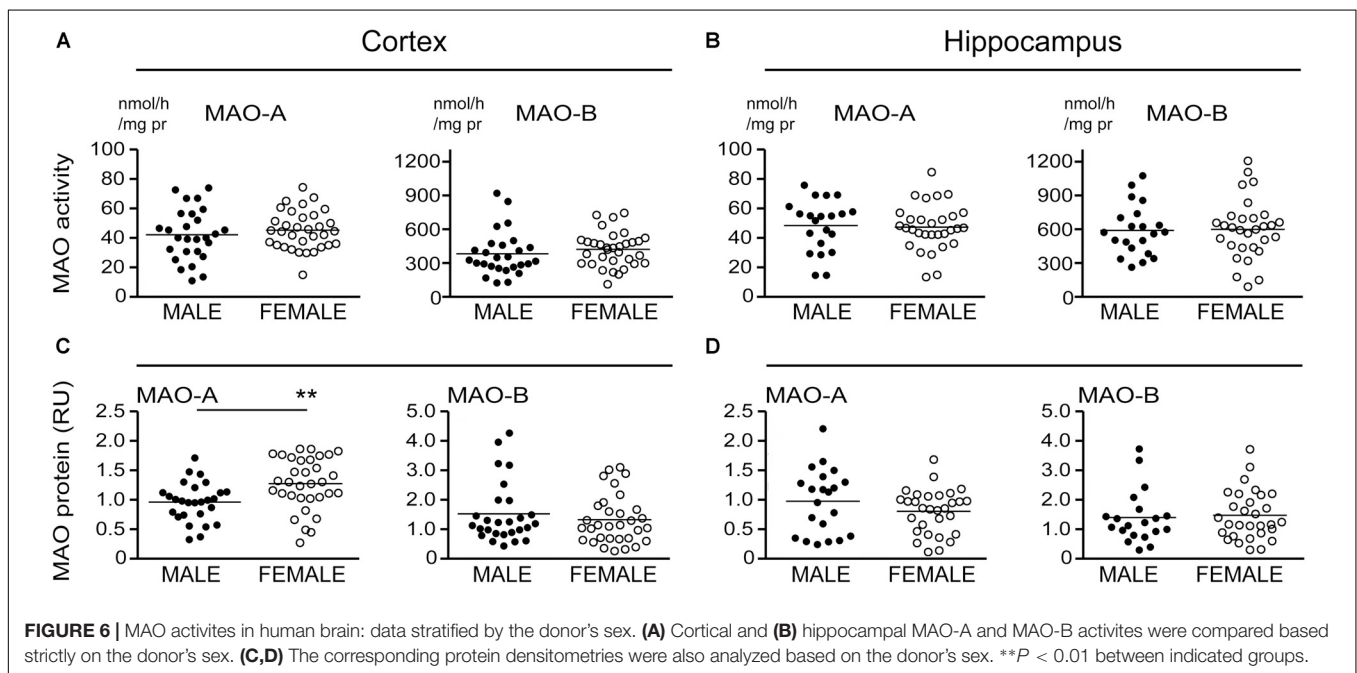 A Cortex B Hippocampus
nmol/h /mg pr MAO-A nmol/h /mg pr MAO-B nmol/h /mg pr MAO-A nmol/h /mg pr MAO-B
MAO activity
100 80 60 40 20 0
MALE FEMALE
1200 900 600 300 0
MALE FEMALE
100 80 60 40 20 0
MALE FEMALE
1200 900 600 300 0
MALE FEMALE
C D
MAO protein (RU)
MAO-A **
2.5 2.0 1.5 1.0 0.5 0
MALE FEMALE
MAO-B
5.0 4.0 3.0 2.0 1.0 0
MALE FEMALE
MAO-A
2.5 2.0 1.5 1.0 0.5 0
MALE FEMALE
MAO-B
5.0 4.0 3.0 2.0 1.0 0
MALE FEMALE
FIGURE 6 | MAO activites in human brain: data stratified by the donor's sex. (A) Cortical and (B) hippocampal MAO-A and MAO-B activites were compared based
strictly on the donor's sex. (C,D) The corresponding protein densitometries were also analyzed based on the donor's sex. **P < 0.01 between indicated groups.